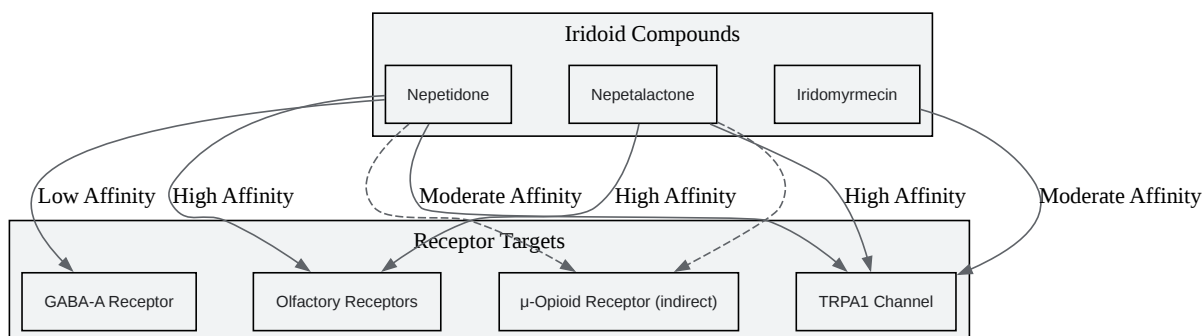 Iridoid Compounds
Nepetidone
Nepetalactone
Iridomyrmecin
Low Affinity
High Affinity
Moderate Affinity
High Affinity
High Affinity
Moderate Affinity
Receptor Targets
GABA-A Receptor
Olfactory Receptors
μ-Opioid Receptor (indirect)
TRPA1 Channel